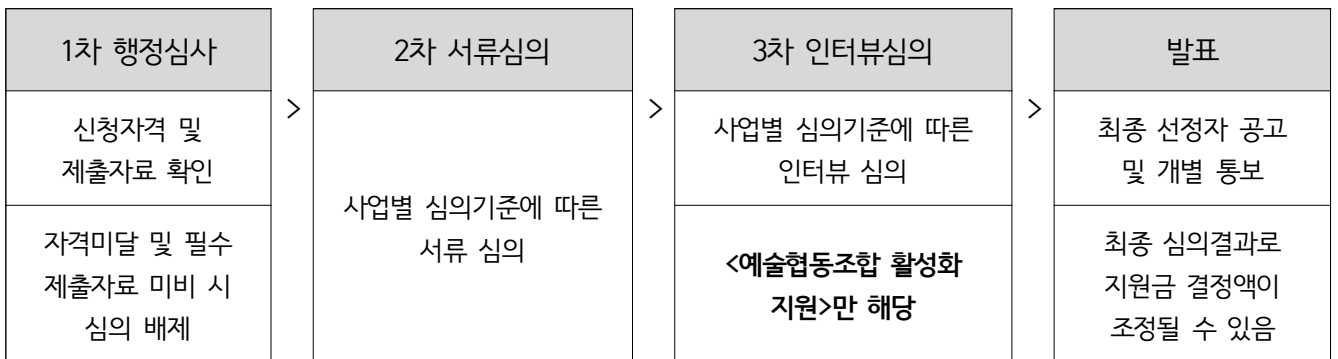 1차 행정심사
신청자격 및
제출자료 확인
자격미달 및 필수
제출자료 미비 시
심의 배제
>
2차 서류심의
사업별 심의기준에 따른
서류 심의
>
3차 인터뷰심의
사업별 심의기준에 따른
인터뷰 심의
<예술협동조합 활성화
지원>만 해당
>
발표
최종 선정자 공고
및 개별 통보
최종 심의결과로
지원금 결정액이
조정될 수 있음